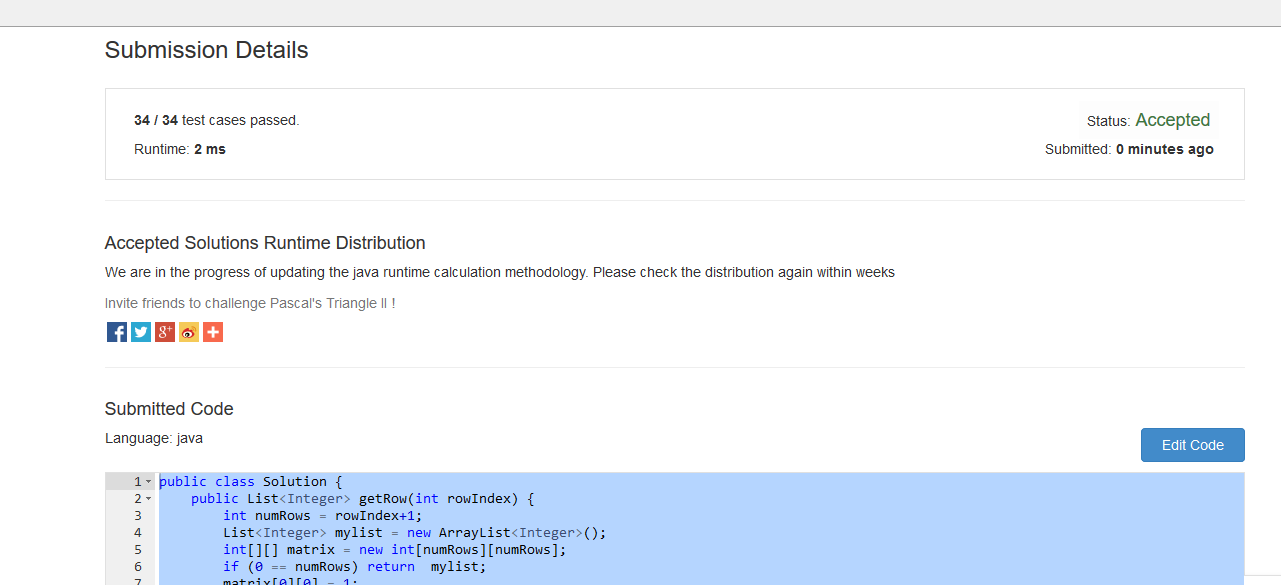 Submission Details
34 / 34 test cases passed.
Status: Accepted
Runtime: 2 ms
Submitted: 0 minutes ago
Accepted Solutions Runtime Distribution
We are in the progress of updating the java runtime calculation methodology. Please check the distribution again within weeks
Invite friends to challenge Pascal's Triangle II !
Submitted Code
Language: java
Edit Code
1 public class Solution {
2 public List<Integer> getRow(int rowIndex) {
3 int numRows = rowIndex+1;
4 List<Integer> mylist = new ArrayList<Integer>();
5 int[][] matrix = new int[numRows][numRows];
6 if (0 == numRows) return  mylist;
7 matrix[0][0] = 1;